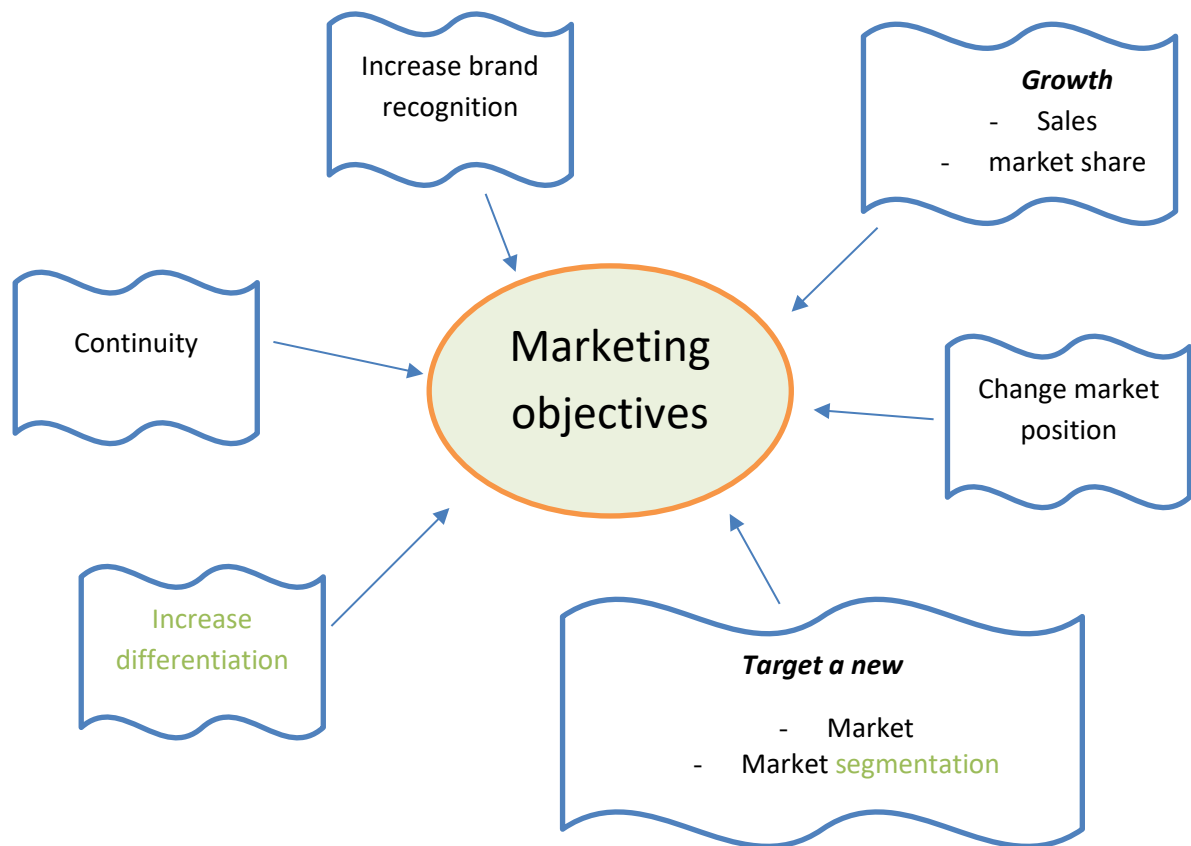 Increase brand
recognition
Growth
- Sales
- market share
Continuity
Marketing
objectives
Change market
position
Increase
differentiation
Target a new
- Market
- Market segmentation